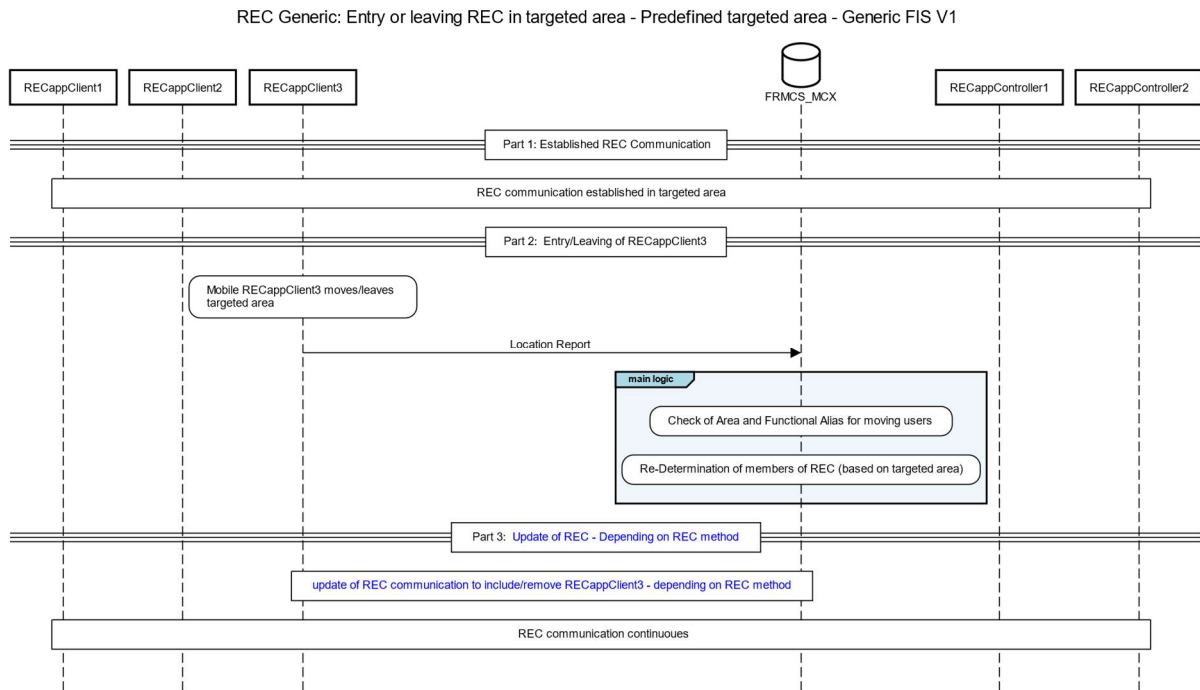 REC Generic: Entry or leaving REC in targeted area - Predefined targeted area - Generic FIS V1
RECappClient1
RECappClient2
RECappClient3
FRMCS_MCX
RECappController1
RECappController2
Part 1: Established REC Communication
REC communication established in targeted area
Part 2: Entry/Leaving of RECappClient3
Mobile RECappClient3 moves/leaves
targeted area
Location Report
main logic
Check of Area and Functional Alias for moving users
Re-Determination of members of REC (based on targeted area)
Part 3: Update of REC - Depending on REC method
update of REC communication to include/remove RECappClient3 - depending on REC method
REC communication continuoues